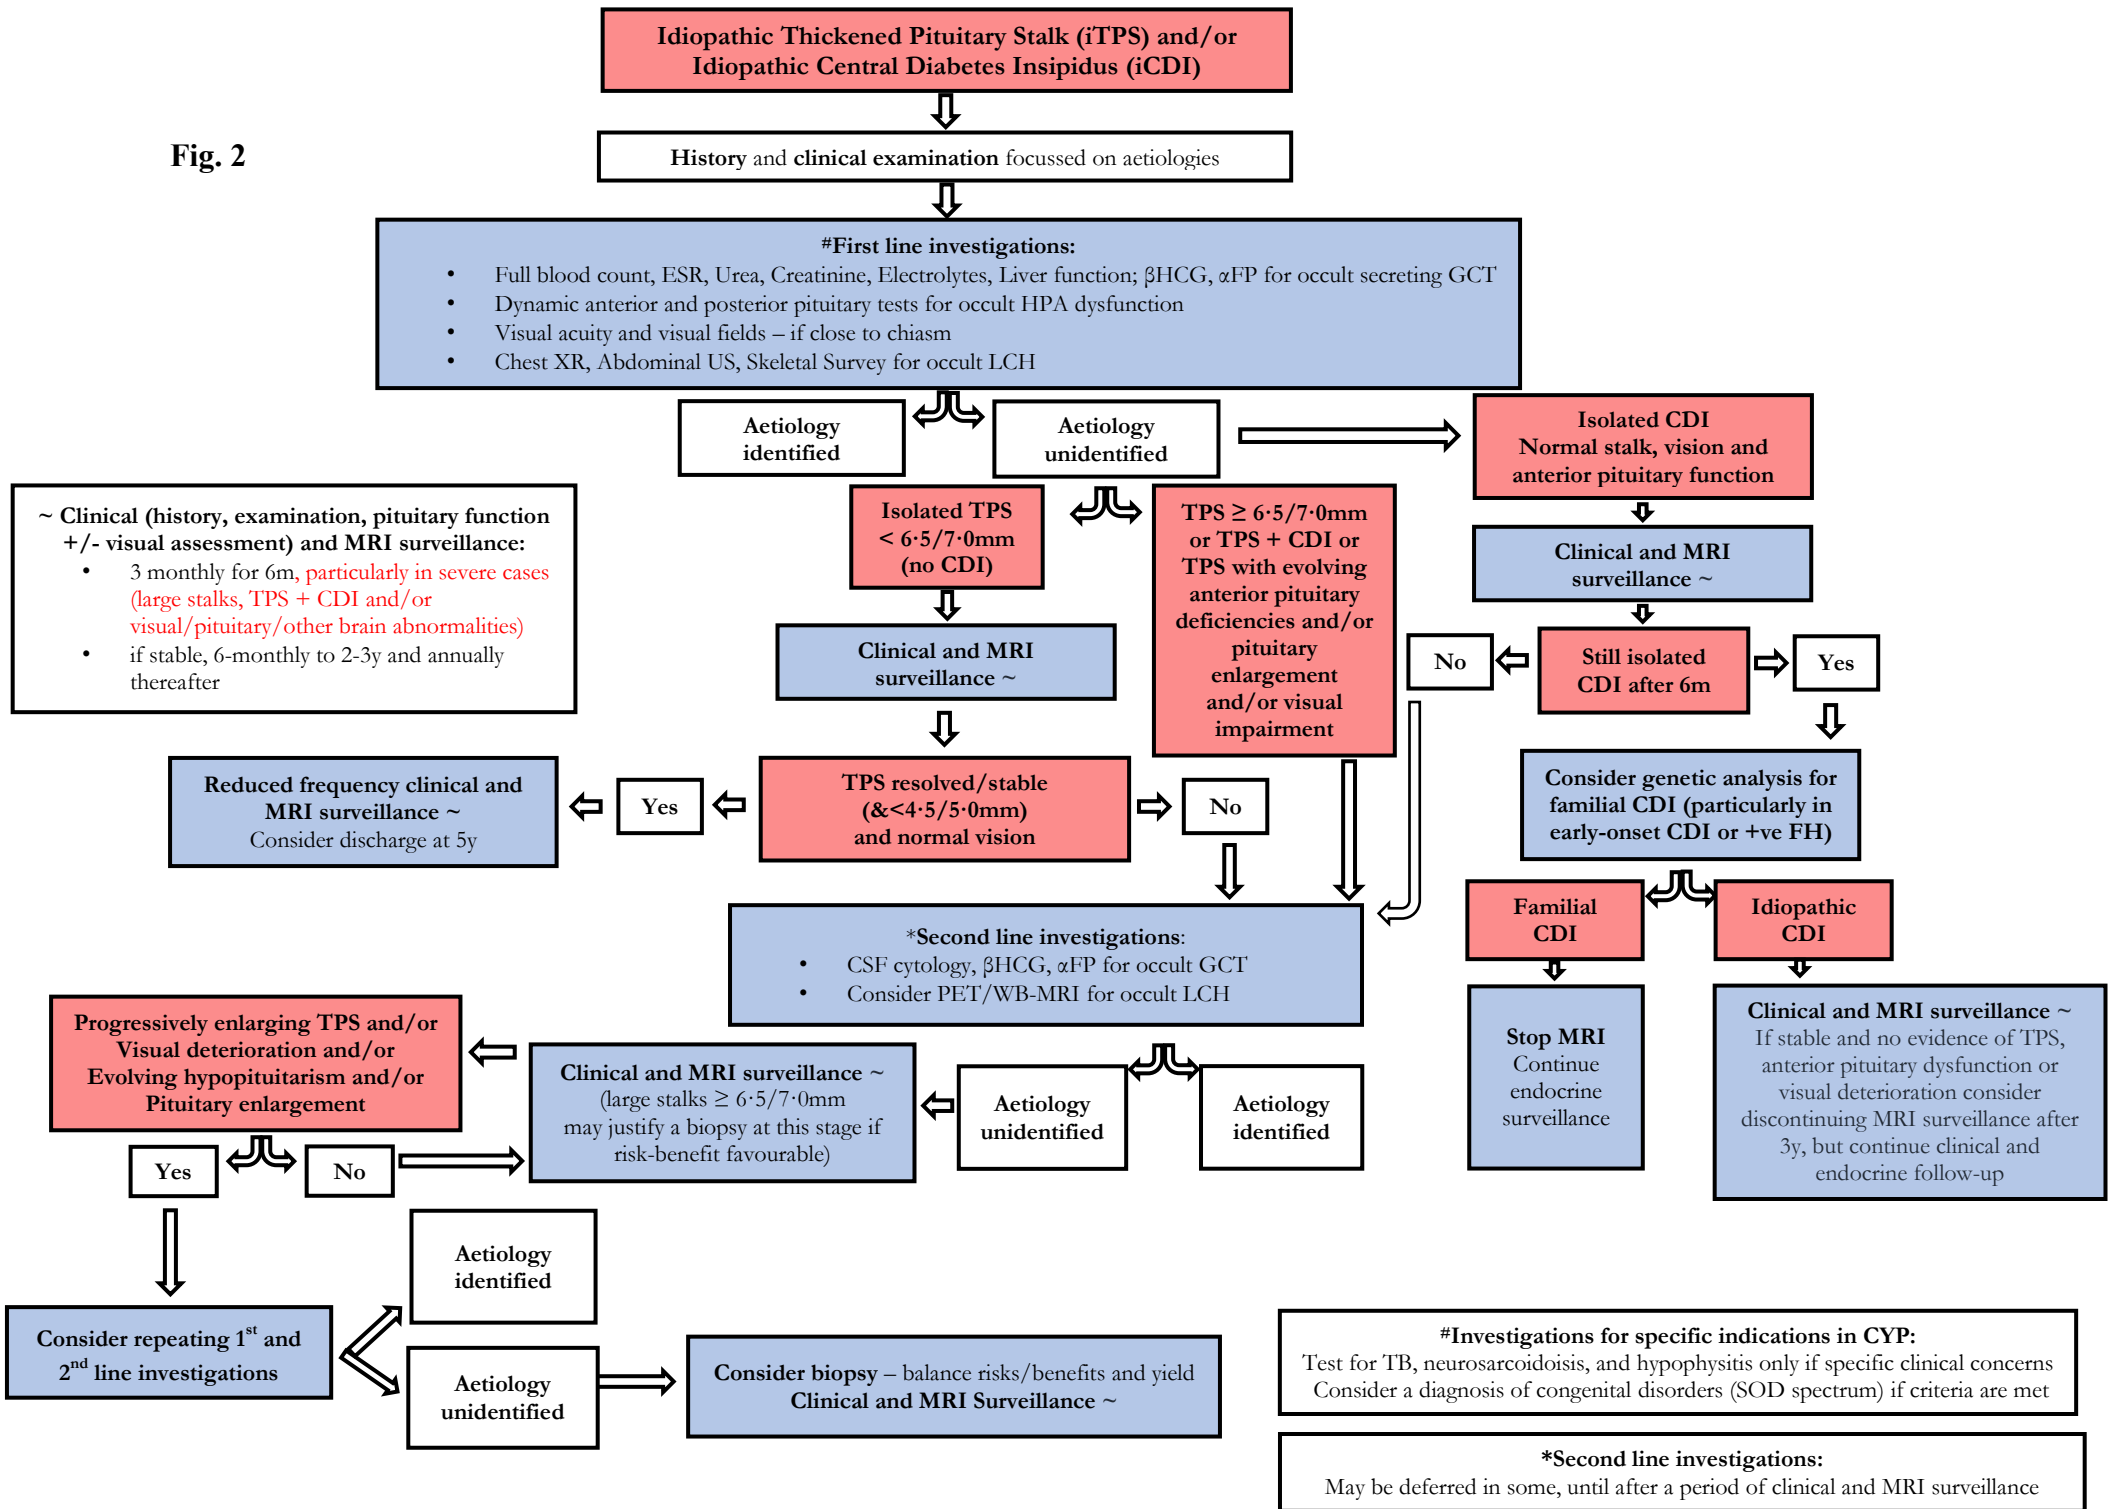 Idiopathic Thickened Pituitary Stalk (iTPS) and/or
Idiopathic Central Diabetes Insipidus (iCDI)
Fig. 2
History and clinical examination focussed on aetiologies
#First line investigations:
• Full blood count, ESR, Urea, Creatinine, Electrolytes, Liver function; βHCG, αFP for occult secreting GCT
• Dynamic anterior and posterior pituitary tests for occult HPA dysfunction
• Visual acuity and visual fields – if close to chiasm
• Chest XR, Abdominal US, Skeletal Survey for occult LCH
Aetiology
identified
Aetiology
unidentified
Isolated CDI
Normal stalk, vision and
anterior pituitary function
~ Clinical (history, examination, pituitary function
+/- visual assessment) and MRI surveillance:
• 3 monthly for 6m, particularly in severe cases
(large stalks, TPS + CDI and/or
visual/pituitary/other brain abnormalities)
• if stable, 6-monthly to 2-3y and annually
thereafter
Isolated TPS
< 6·5/7·0mm
(no CDI)
TPS ≥ 6·5/7·0mm
or TPS + CDI or
TPS with evolving
anterior pituitary
deficiencies and/or
pituitary
enlargement
and/or visual
impairment
Clinical and MRI
surveillance ~
Clinical and MRI
surveillance ~
No
Still isolated
CDI after 6m
Yes
Reduced frequency clinical and
MRI surveillance ~
Consider discharge at 5y
Yes
TPS resolved/stable
(&<4·5/5·0mm)
and normal vision
No
Consider genetic analysis for
familial CDI (particularly in
early-onset CDI or +ve FH)
Familial
CDI
Idiopathic
CDI
*Second line investigations:
• CSF cytology, βHCG, αFP for occult GCT
• Consider PET/WB-MRI for occult LCH
Stop MRI
Continue
endocrine
surveillance
Clinical and MRI surveillance ~
If stable and no evidence of TPS,
anterior pituitary dysfunction or
visual deterioration consider
discontinuing MRI surveillance after
3y, but continue clinical and
endocrine follow-up
Progressively enlarging TPS and/or
Visual deterioration and/or
Evolving hypopituitarism and/or
Pituitary enlargement
Clinical and MRI surveillance ~
(large stalks ≥ 6·5/7·0mm
may justify a biopsy at this stage if
risk-benefit favourable)
Aetiology
unidentified
Aetiology
identified
Yes
No
Aetiology
identified
Consider repeating 1st and
2nd line investigations
Aetiology
unidentified
Consider biopsy – balance risks/benefits and yield
Clinical and MRI Surveillance ~
#Investigations for specific indications in CYP:
Test for TB, neurosarcoidoisis, and hypophysitis only if specific clinical concerns
Consider a diagnosis of congenital disorders (SOD spectrum) if criteria are met
*Second line investigations:
May be deferred in some, until after a period of clinical and MRI surveillance